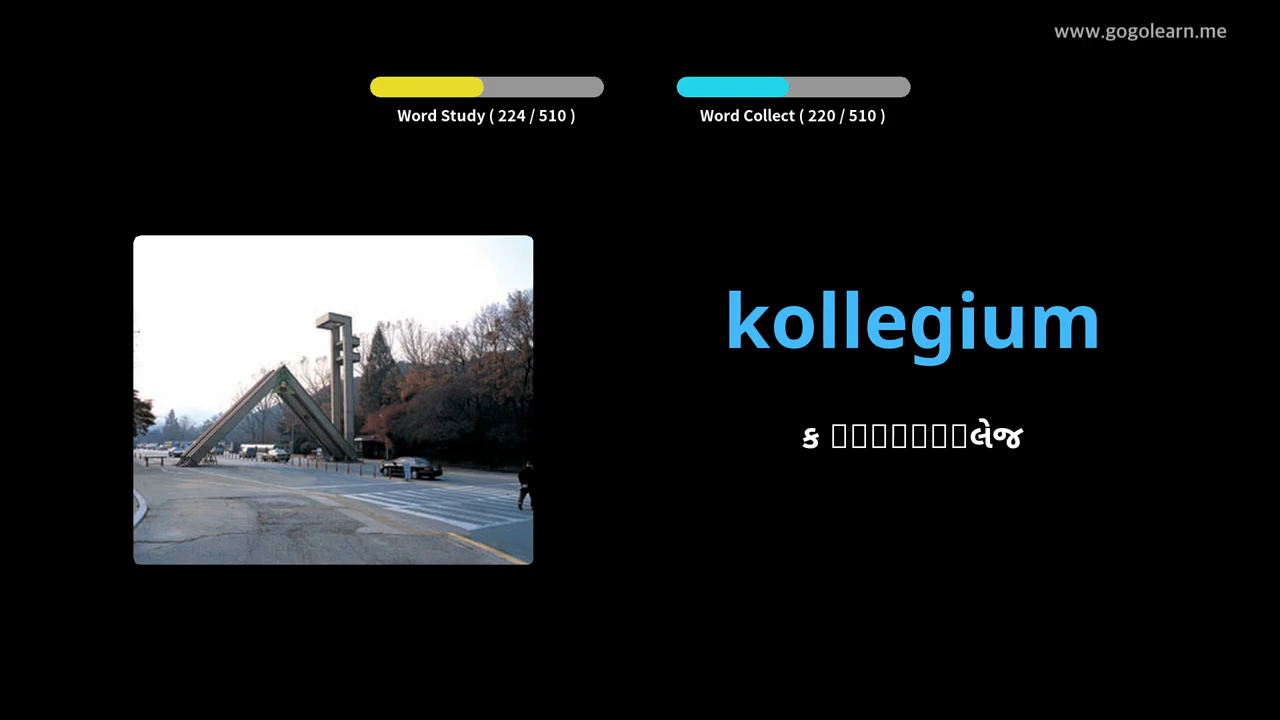 www.gogolearn.me
Word Study ( 224 / 510 )
Word Collect ( 220 / 510 )
kollegium
ક □□□□□□□લેજ